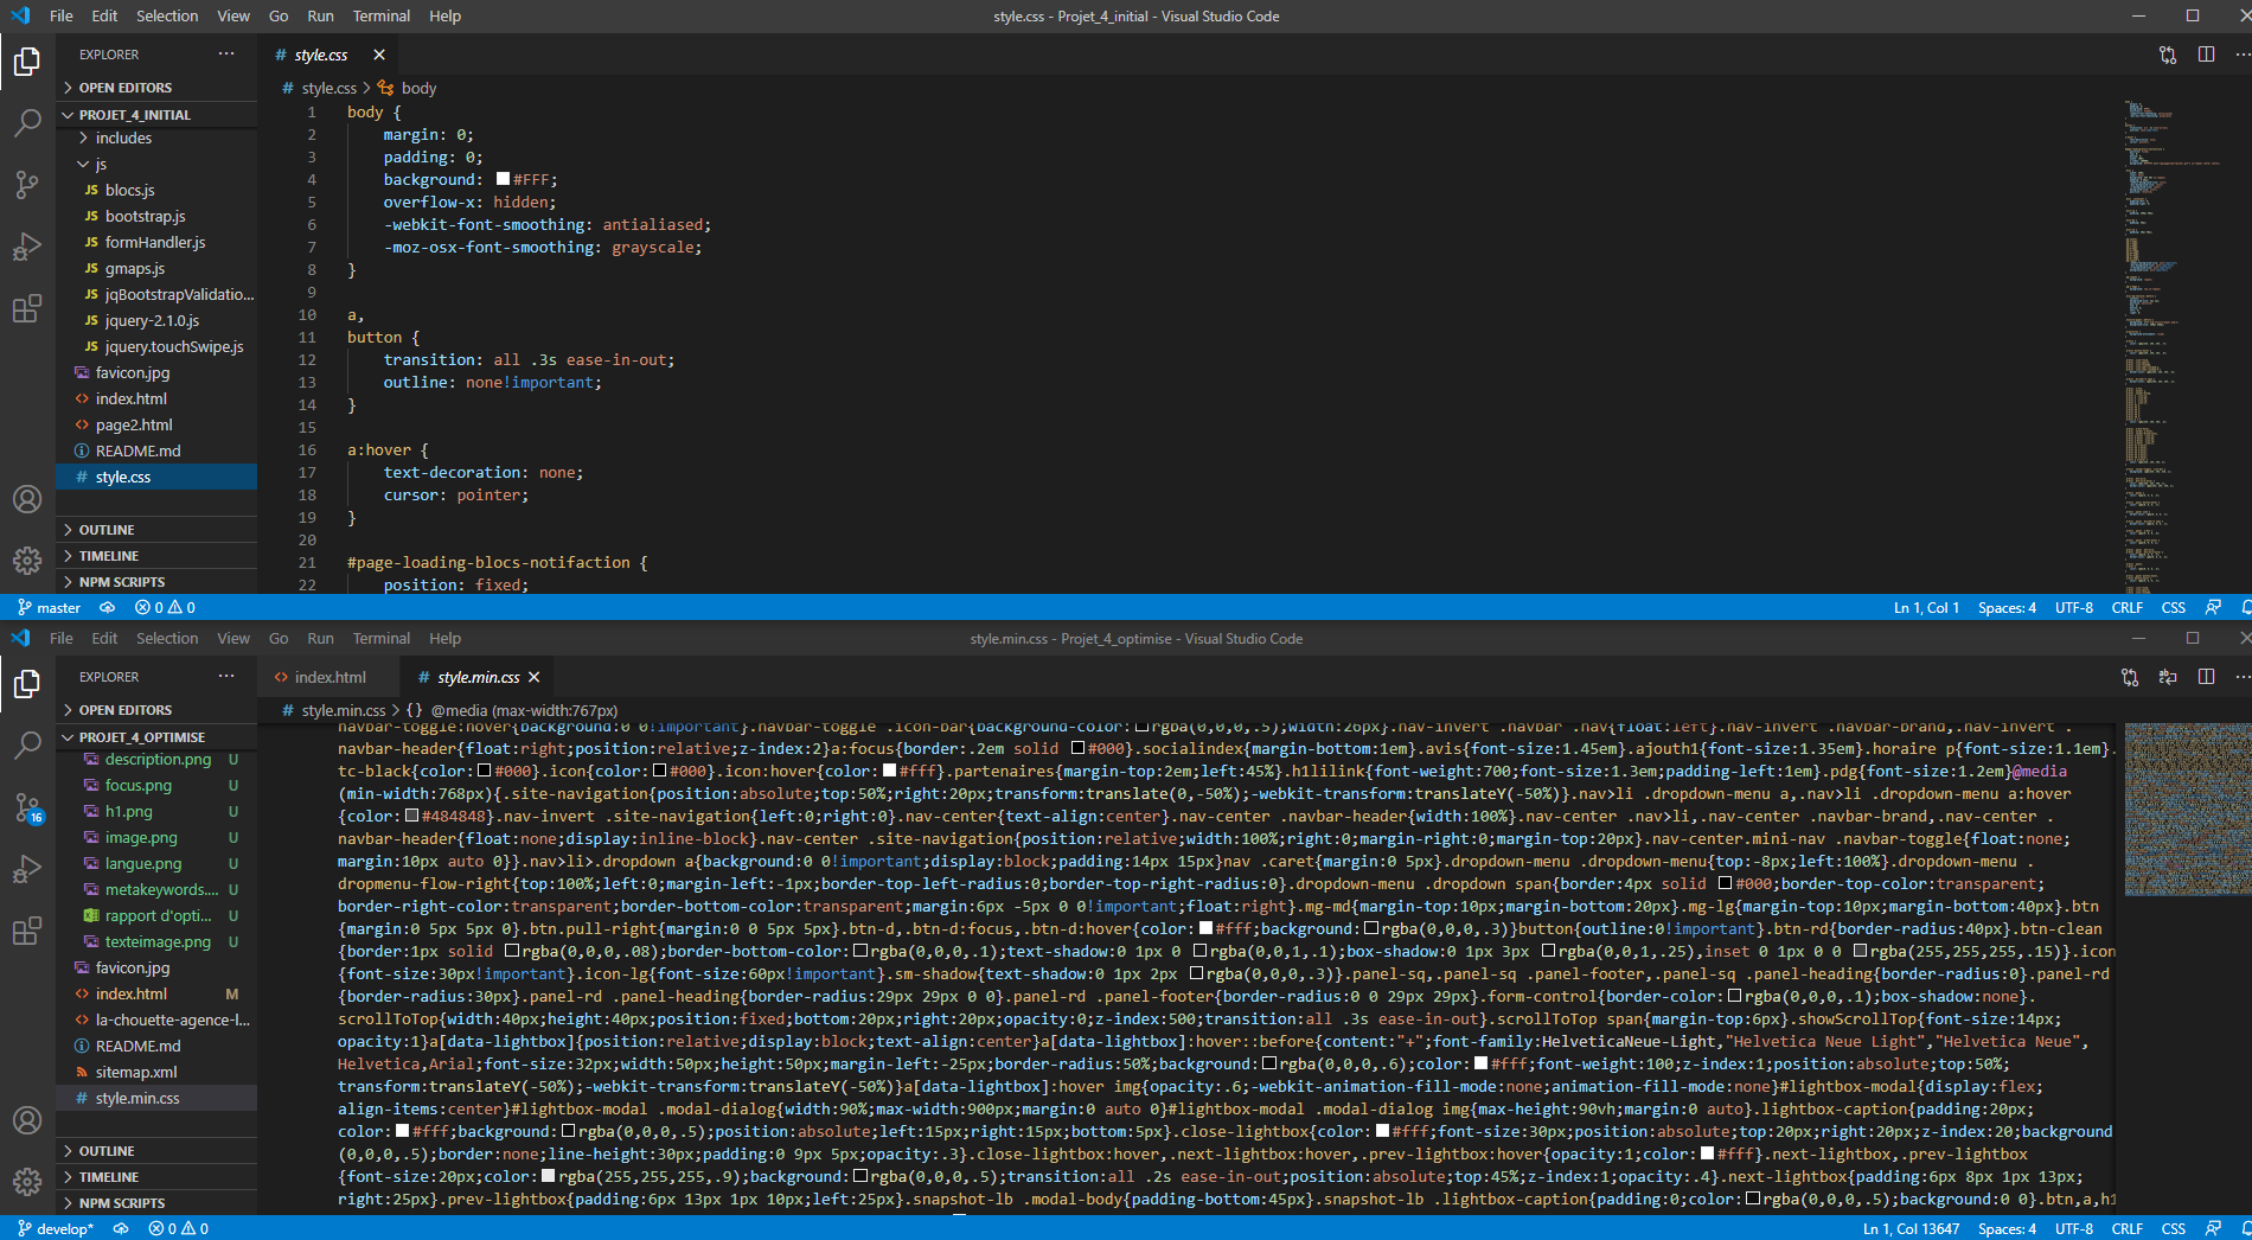 File Edit Selection View Go Run Terminal Help
style.css - Projet_4_initial - Visual Studio Code
EXPLORER
OPEN EDITORS
PROJET_4_INITIAL
includes
js
JS blocs.js
JS bootstrap.js
JS formHandler.js
JS gmaps.js
JS jqBootstrapValidatio...
JS jquery-2.1.0.js
JS jquery.touchSwipe.js
favicon.jpg
<> index.html
<> page2.html
README.md
# style.css
OUTLINE
TIMELINE
NPM SCRIPTS
# style.css
# style.css > body
1 body {
2 margin: 0;
3 padding: 0;
4 background: #FFF;
5 overflow-x: hidden;
6 -webkit-font-smoothing: antialiased;
7 -moz-osx-font-smoothing: grayscale;
8 }
9
10 a,
11 button {
12 transition: all .3s ease-in-out;
13 outline: none!important;
14 }
15
16 a:hover {
17 text-decoration: none;
18 cursor: pointer;
19 }
20
21 #page-loading-blocs-notifaction {
22 position: fixed;
master 0 0
Ln 1, Col 1 Spaces: 4 UTF-8 CRLF CSS
File Edit Selection View Go Run Terminal Help
style.min.css - Projet_4_optimise - Visual Studio Code
EXPLORER
OPEN EDITORS
PROJET_4_OPTIMISE
description.png U
focus.png U
h1.png U
image.png U
langue.png U
metakeywords.... U
rapport d'opti... U
texteimage.png U
favicon.jpg
<> index.html M
<> la-chouette-agence-l...
README.md
sitemap.xml
# style.min.css
OUTLINE
TIMELINE
NPM SCRIPTS
16
<> index.html
# style.min.css
# style.min.css > {} @media (max-width:767px)
navbar-toggle:hover{background:0 0!important}.navbar-toggle .icon-bar{background-color:rgba(0,0,0,.5);width:26px}.nav-invert .navbar .nav{float:left}.nav-invert .navbar-brand,.nav-invert .
navbar-header{float:right;position:relative;z-index:2}a:focus{border:.2em solid #000}.socialindex{margin-bottom:1em}.avis{font-size:1.45em}.ajouth1{font-size:1.35em}.horaire p{font-size:1.1em}.
tc-black{color:#000}.icon{color:#000}.icon:hover{color:#fff}.partenaires{margin-top:2em;left:45%}.h1lilink{font-weight:700;font-size:1.3em;padding-left:1em}.pdg{font-size:1.2em}@media
(min-width:768px){.site-navigation{position:absolute;top:50%;right:20px;transform:translate(0,-50%);-webkit-transform:translateY(-50%)}.nav>li .dropdown-menu a,.nav>li .dropdown-menu a:hover
{color:#484848}.nav-invert .site-navigation{left:0;right:0}.nav-center{text-align:center}.nav-center .navbar-header{width:100%}.nav-center .nav>li,.nav-center .navbar-brand,.nav-center .
navbar-header{float:none;display:inline-block}.nav-center .site-navigation{position:relative;width:100%;right:0;margin-right:0;margin-top:20px}.nav-center.mini-nav .navbar-toggle{float:none;
margin:10px auto 0}}.nav>li>.dropdown a{background:0 0!important;display:block;padding:14px 15px}nav .caret{margin:0 5px}.dropdown-menu .dropdown-menu{top:-8px;left:100%}.dropdown-menu .
dropmenu-flow-right{top:100%;left:0;margin-left:-1px;border-top-left-radius:0;border-top-right-radius:0}.dropdown-menu .dropdown span{border:4px solid #000;border-top-color:transparent;
border-right-color:transparent;border-bottom-color:transparent;margin:6px -5px 0 0!important;float:right}.mg-md{margin-top:10px;margin-bottom:20px}.mg-lg{margin-top:10px;margin-bottom:40px}.btn
{margin:0 5px 5px 0}.btn.pull-right{margin:0 0 5px 5px}.btn-d,.btn-d:focus,.btn-d:hover{color:#fff;background:rgba(0,0,0,.3)}button{outline:0!important}.btn-rd{border-radius:40px}.btn-clean
{border:1px solid rgba(0,0,0,.08);border-bottom-color:rgba(0,0,0,.1);text-shadow:0 1px 0 rgba(0,0,1,.1);box-shadow:0 1px 3px rgba(0,0,1,.25),inset 0 1px 0 0 rgba(255,255,255,.15)}.icon
{font-size:30px!important}.icon-lg{font-size:60px!important}.sm-shadow{text-shadow:0 1px 2px rgba(0,0,0,.3)}.panel-sq,.panel-sq .panel-footer,.panel-sq .panel-heading{border-radius:0}.panel-rd
{border-radius:30px}.panel-rd .panel-heading{border-radius:29px 29px 0 0}.panel-rd .panel-footer{border-radius:0 0 29px 29px}.form-control{border-color:rgba(0,0,0,.1);box-shadow:none}.
scrollToTop{width:40px;height:40px;position:fixed;bottom:20px;right:20px;opacity:0;z-index:500;transition:all .3s ease-in-out}.scrollToTop span{margin-top:6px}.showScrollTop{font-size:14px;
opacity:1}a[data-lightbox]{position:relative;display:block;text-align:center}a[data-lightbox]:hover::before{content:"+";font-family:HelveticaNeue-Light,"Helvetica Neue Light","Helvetica Neue",
Helvetica,Arial;font-size:32px;width:50px;height:50px;margin-left:-25px;border-radius:50%;background:rgba(0,0,0,.6);color:#fff;font-weight:100;z-index:1;position:absolute;top:50%;
transform:translateY(-50%);-webkit-transform:translateY(-50%)}a[data-lightbox]:hover img{opacity:.6;-webkit-animation-fill-mode:none;animation-fill-mode:none}#lightbox-modal{display:flex;
align-items:center}#lightbox-modal .modal-dialog{width:90%;max-width:900px;margin:0 auto 0}#lightbox-modal .modal-dialog img{max-height:90vh;margin:0 auto}.lightbox-caption{padding:20px;
color:#fff;background:rgba(0,0,0,.5);position:absolute;left:15px;right:15px;bottom:5px}.close-lightbox{color:#fff;font-size:30px;position:absolute;top:20px;right:20px;z-index:20;background
(0,0,0,.5);border:none;line-height:30px;padding:0 9px 5px;opacity:.3}.close-lightbox:hover,.next-lightbox:hover,.prev-lightbox:hover{opacity:1;color:#fff}.next-lightbox,.prev-lightbox
{font-size:20px;color:rgba(255,255,255,.9);background:rgba(0,0,0,.5);transition:all .2s ease-in-out;position:absolute;top:45%;z-index:1;opacity:.4}.next-lightbox{padding:6px 8px 1px 13px;
right:25px}.prev-lightbox{padding:6px 13px 1px 10px;left:25px}.snapshot-lb .modal-body{padding-bottom:45px}.snapshot-lb .lightbox-caption{padding:0;color:rgba(0,0,0,.5);background:0 0}.btn,a,h1
develop* 0 0
Ln 1, Col 13647 Spaces: 4 UTF-8 CRLF CSS